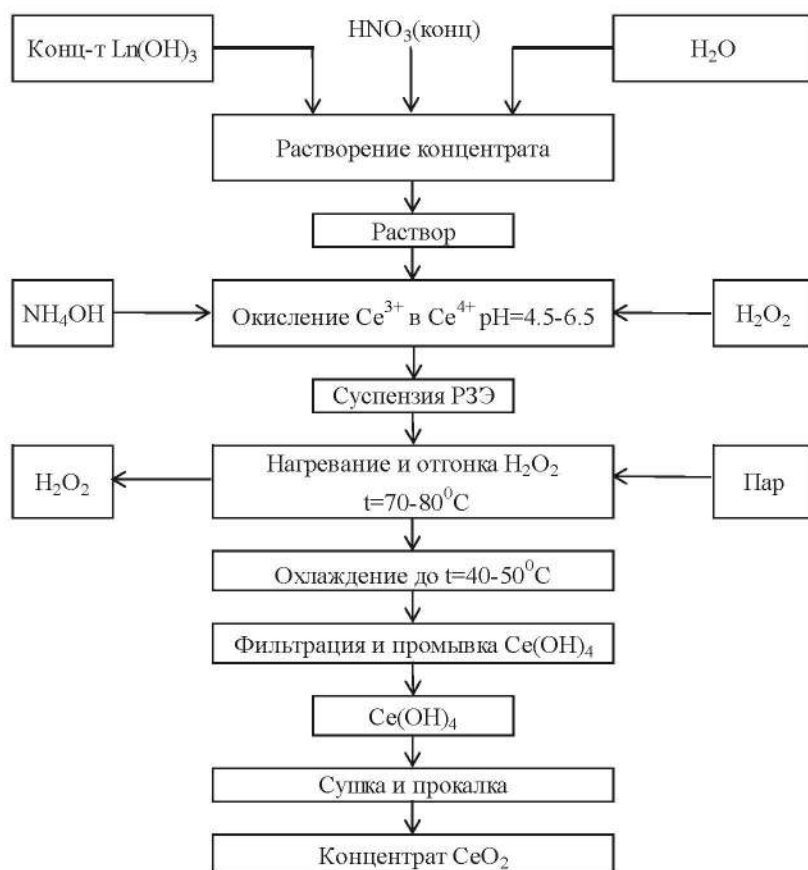 Конц-т Ln(OH)₃
HNO₃(конц)
H₂O
Растворение концентрата
Раствор
NH₄OH
Окисление Ce³⁺ в Ce⁴⁺ pH=4.5-6.5
H₂O₂
Суспензия РЗЭ
H₂O₂
Нагревание и отгонка H₂O₂
t=70-80⁰C
Пар
Охлаждение до t=40-50⁰C
Фильтрация и промывка Ce(OH)₄
Ce(OH)₄
Сушка и прокалка
Концентрат CeO₂